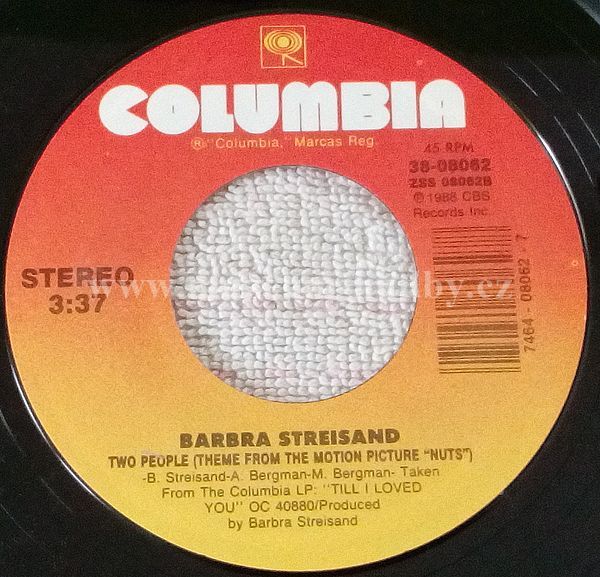 COLUMBIA
® "Columbia," Marcas Reg.
45 RPM
38-08062
ZSS 08062B
℗ 1988 CBS
Records Inc.
STEREO
3:37
7464-08062 7
BARBRA STREISAND
TWO PEOPLE (THEME FROM THE MOTION PICTURE "NUTS")
-B. Streisand-A. Bergman-M. Bergman- Taken
From The Columbia LP: "TILL I LOVED
YOU" OC 40880/Produced
by Barbra Streisand